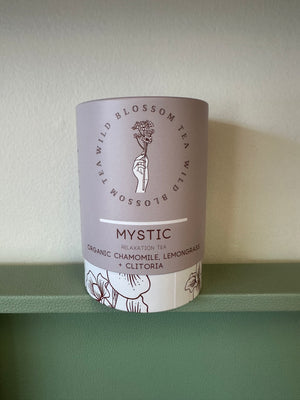 WILD BLOSSOM TEA WILD BLOSSOM TEA
MYSTIC
RELAXATION TEA
ORGANIC CHAMOMILE, LEMONGRASS
+ CLITORIA